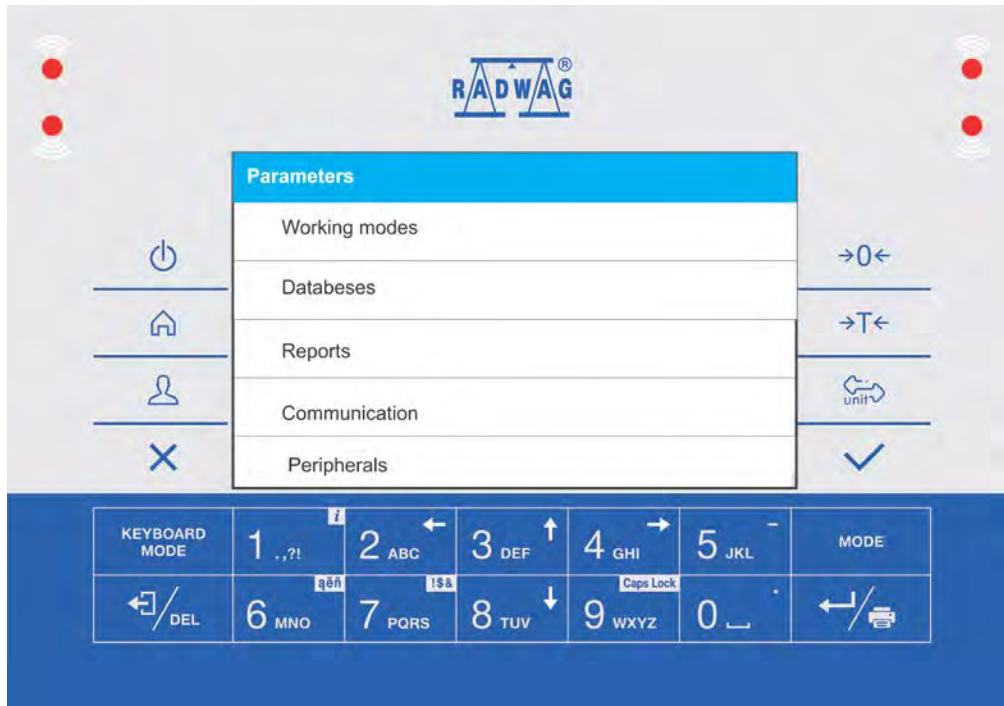 RADWAG®
Parameters
Working modes
Databeses
Reports
Communication
Peripherals
→0←
→T←
unit
KEYBOARD MODE
1 .,?! i
2 ABC ←
3 DEF ↑
4 GHI →
5 JKL -
MODE
/DEL
6 MNO ąëñ
7 PQRS !$&
8 TUV ↓
9 WXYZ Caps Lock
0 .